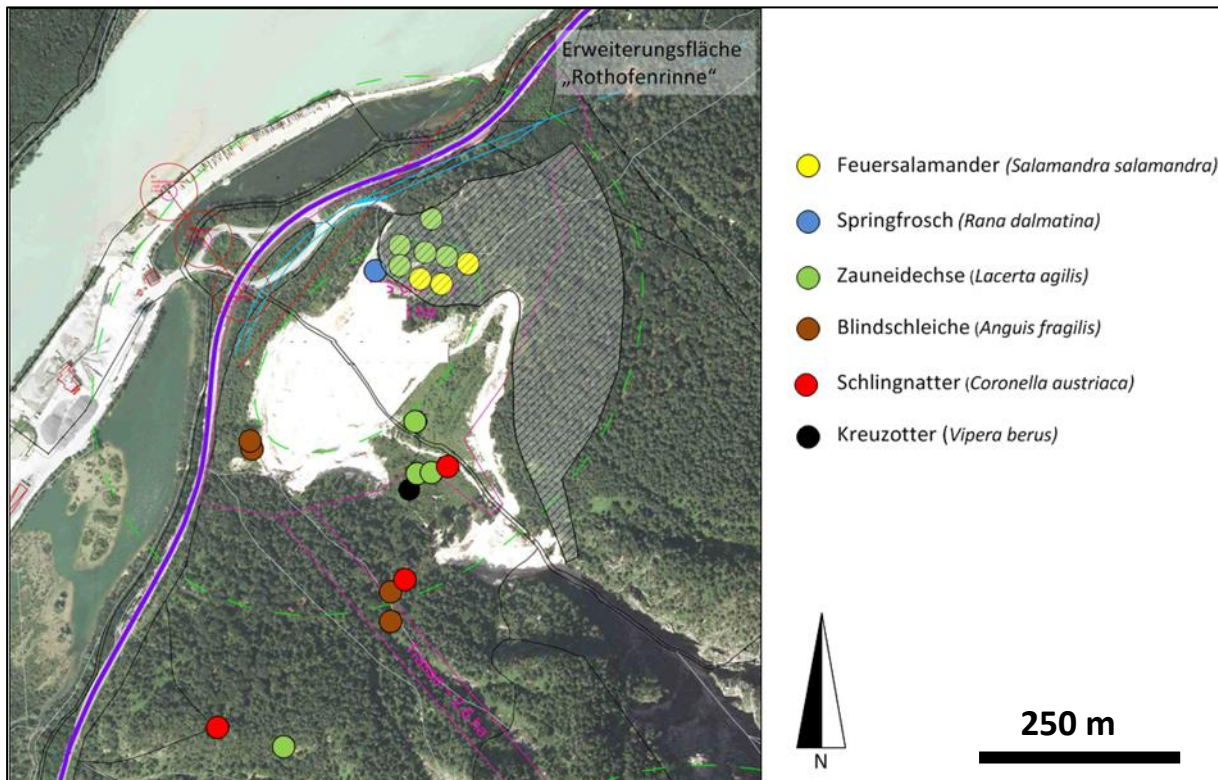 Erweiterungsfläche
„Rothofenrinne“
Feuersalamander (Salamandra salamandra)
Springfrosch (Rana dalmatina)
Zauneidechse (Lacerta agilis)
Blindschleiche (Anguis fragilis)
Schlingnatter (Coronella austriaca)
Kreuzotter (Vipera berus)
N
250 m